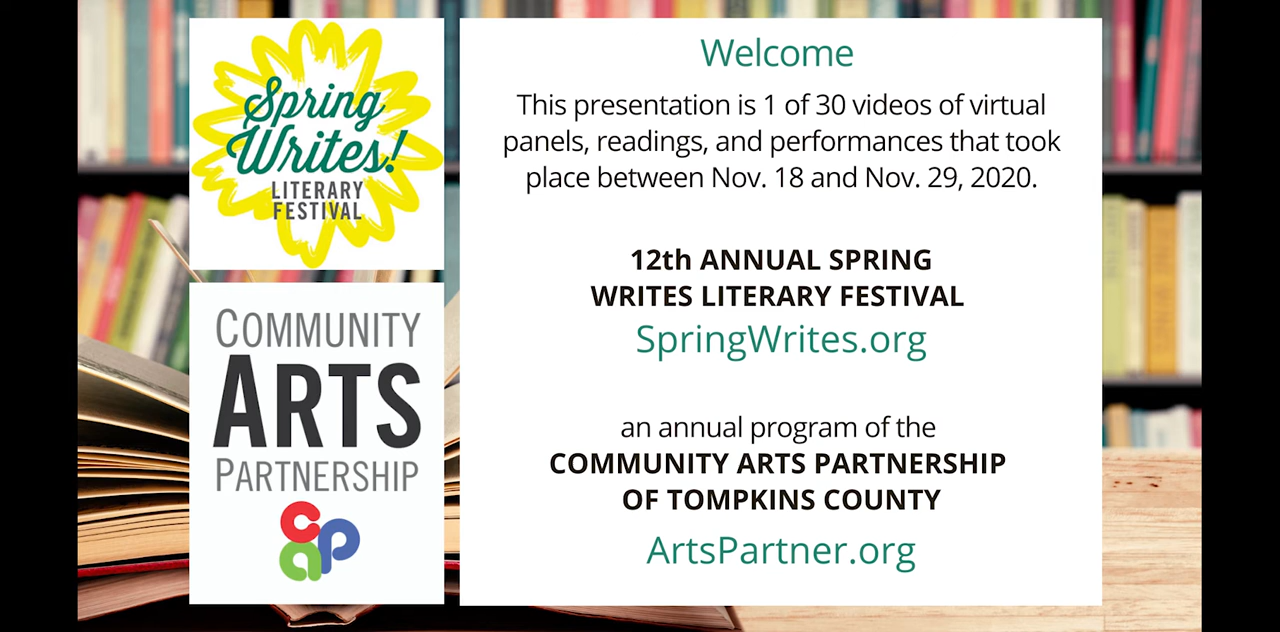 Spring
Writes!
LITERARY
FESTIVAL
COMMUNITY
ARTS
PARTNERSHIP
cap
Welcome
This presentation is 1 of 30 videos of virtual
panels, readings, and performances that took
place between Nov. 18 and Nov. 29, 2020.
12th ANNUAL SPRING
WRITES LITERARY FESTIVAL
SpringWrites.org
an annual program of the
COMMUNITY ARTS PARTNERSHIP
OF TOMPKINS COUNTY
ArtsPartner.org